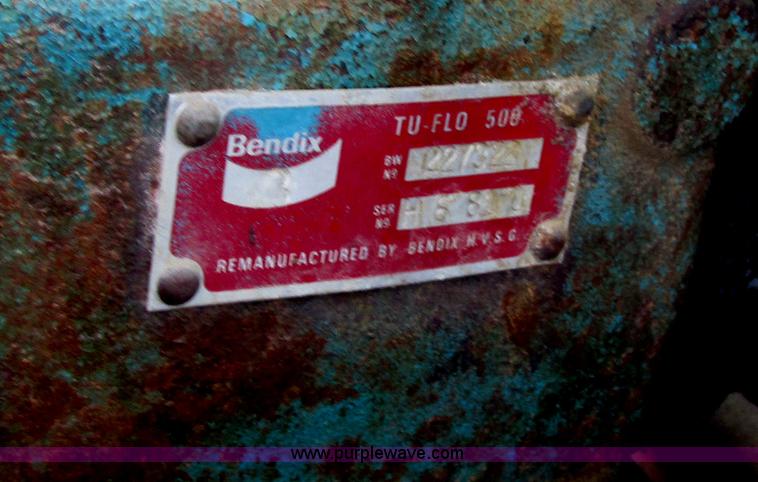 Bendix
TU-FLO 500
BW
Nº
SER
Nº
REMANUFACTURED BY BENDIX H.V.S.G.
www.purplewave.com